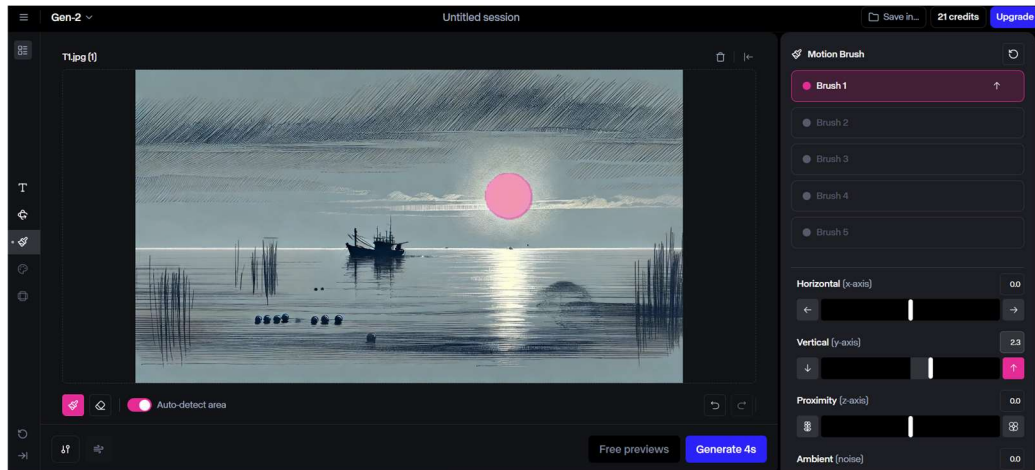 Gen-2
Untitled session
Save in...
21 credits
Upgrade
T1.jpg (1)
Auto-detect area
Free previews
Generate 4s
Motion Brush
Brush 1
Brush 2
Brush 3
Brush 4
Brush 5
Horizontal (x-axis) 0.0
Vertical (y-axis) 2.3
Proximity (z-axis) 0.0
Ambient (noise) 0.0